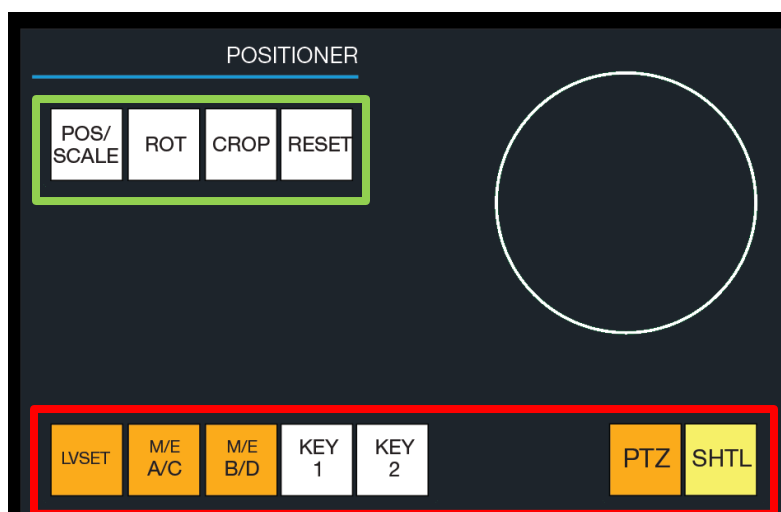 POSITIONER
POS/
SCALE
ROT
CROP
RESET
LVSET
M/E
A/C
M/E
B/D
KEY
1
KEY
2
PTZ
SHTL